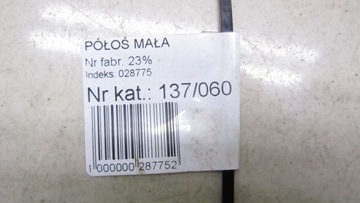 PÓŁOŚ MAŁA
Nr fabr. 23%
Indeks: 028775
Nr kat.: 137/060
1 000000 287752